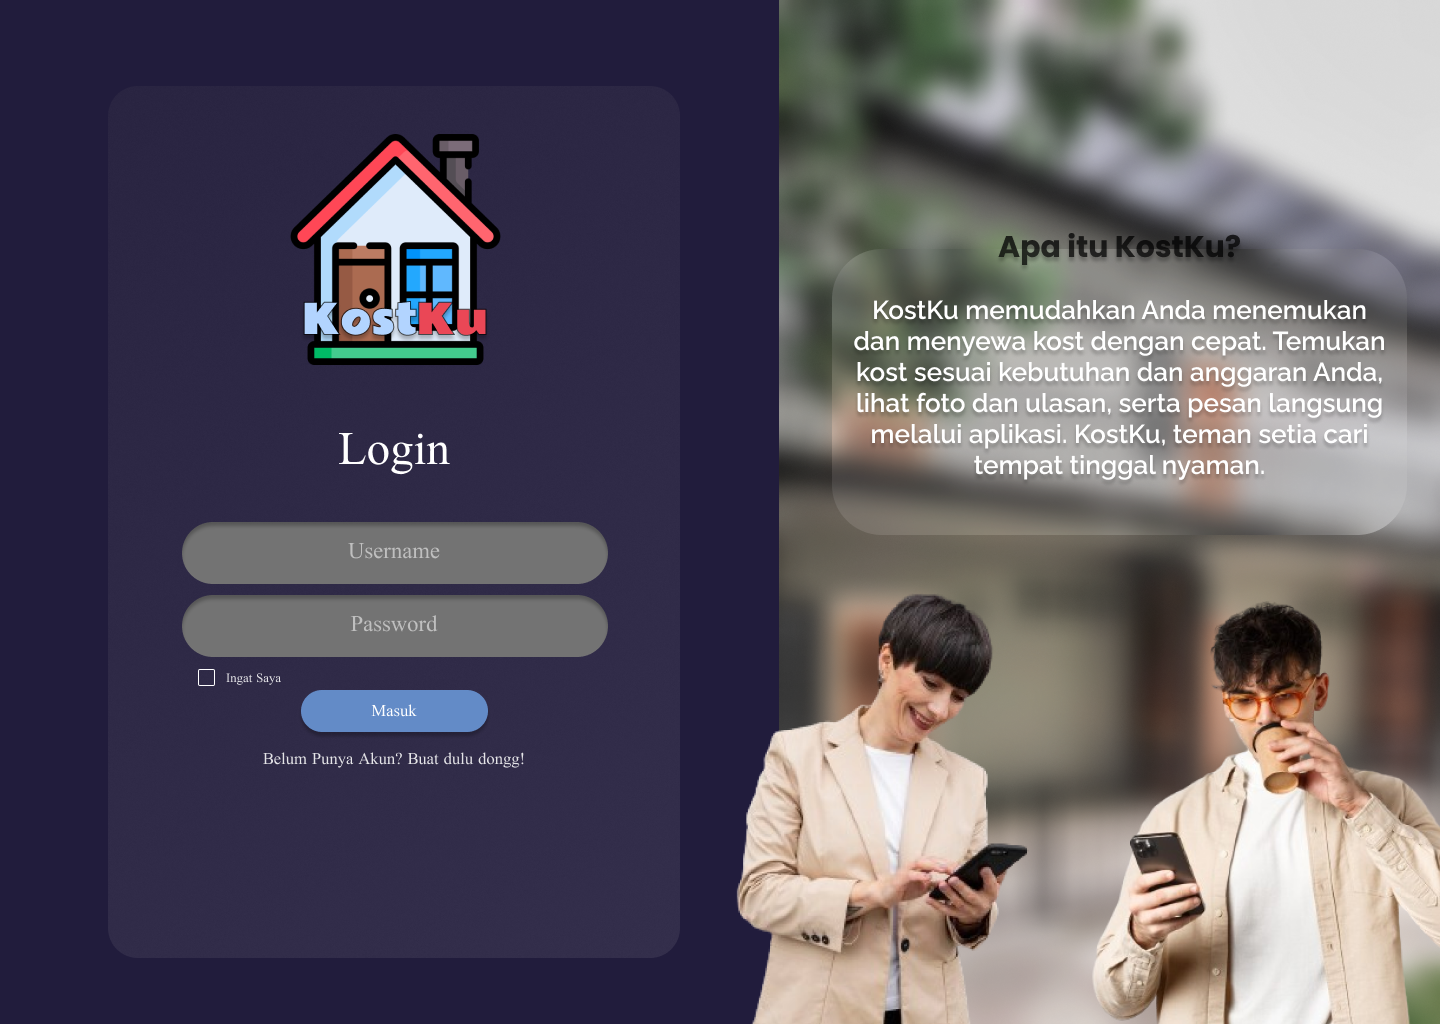 KostKu
Login
Username
Password
Ingat Saya
Masuk
Belum Punya Akun? Buat dulu dongg!
Apa itu KostKu?
KostKu memudahkan Anda menemukan
dan menyewa kost dengan cepat. Temukan
kost sesuai kebutuhan dan anggaran Anda,
lihat foto dan ulasan, serta pesan langsung
melalui aplikasi. KostKu, teman setia cari
tempat tinggal nyaman.